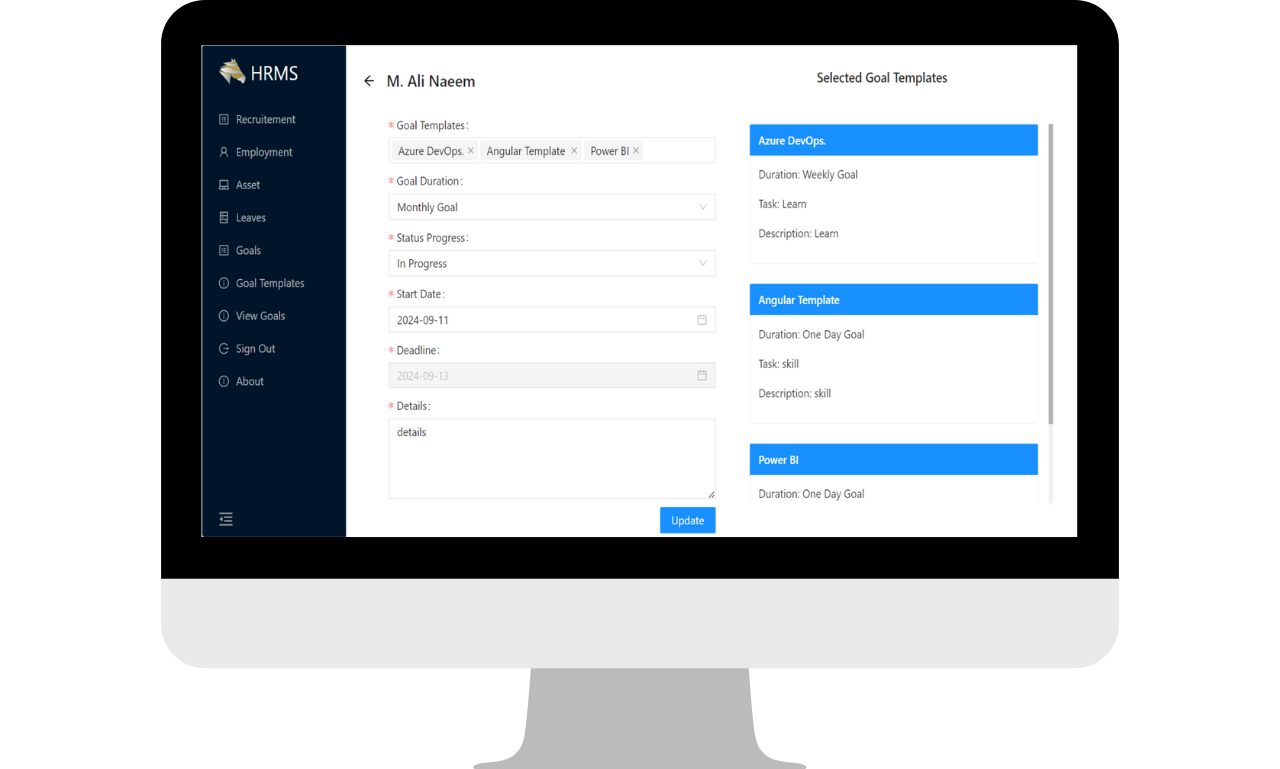 HRMS
Recruitement
Employment
Asset
Leaves
Goals
Goal Templates
View Goals
Sign Out
About
M. Ali Naeem
* Goal Templates:
Azure DevOps. × Angular Template × Power BI ×
* Goal Duration:
Monthly Goal
* Status Progress:
In Progress
* Start Date:
2024-09-11
* Deadline:
2024-09-13
* Details:
details
Update
Selected Goal Templates
Azure DevOps.
Duration: Weekly Goal
Task: Learn
Description: Learn
Angular Template
Duration: One Day Goal
Task: skill
Description: skill
Power BI
Duration: One Day Goal